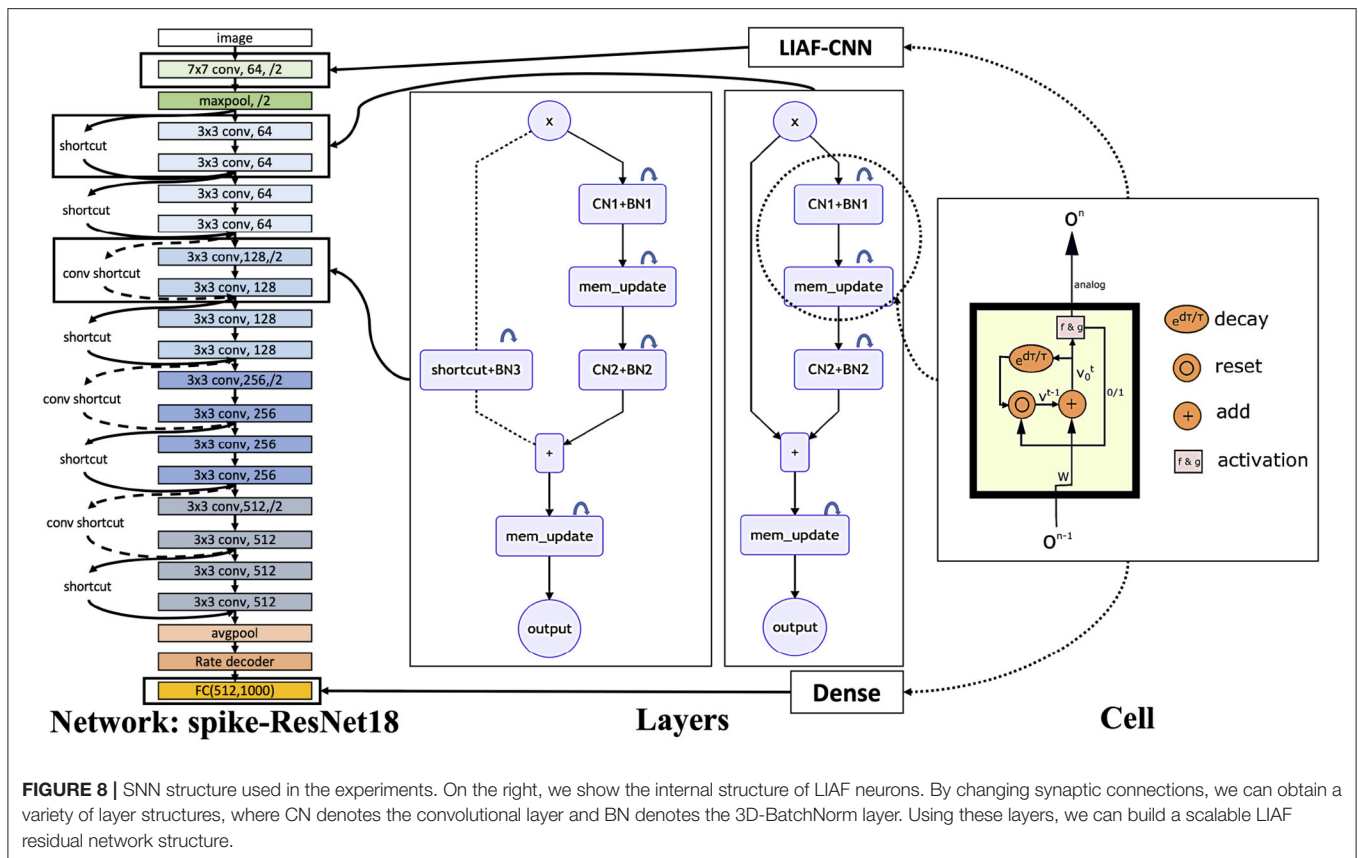 image
7x7 conv, 64, /2
maxpool, /2
3x3 conv, 64
3x3 conv, 64
shortcut
3x3 conv, 64
3x3 conv, 64
shortcut
3x3 conv,128,/2
3x3 conv, 128
conv shortcut
3x3 conv, 128
3x3 conv, 128
shortcut
3x3 conv,256,/2
3x3 conv, 256
conv shortcut
3x3 conv, 256
3x3 conv, 256
shortcut
3x3 conv,512,/2
3x3 conv, 512
conv shortcut
3x3 conv, 512
3x3 conv, 512
shortcut
avgpool
Rate decoder
FC(512,1000)
Network: spike-ResNet18
x
CN1+BN1
mem_update
shortcut+BN3
CN2+BN2
+
mem_update
output
LIAF-CNN
x
CN1+BN1
mem_update
CN2+BN2
+
mem_update
output
Dense
Layers
Oⁿ
analog
f & g
e^dτ/τ
v₀ᵗ
0/1
vᵗ⁻¹
+
W
Oⁿ⁻¹
e^dτ/τ decay
reset
+ add
f & g activation
Cell
FIGURE 8 | SNN structure used in the experiments. On the right, we show the internal structure of LIAF neurons. By changing synaptic connections, we can obtain a
variety of layer structures, where CN denotes the convolutional layer and BN denotes the 3D-BatchNorm layer. Using these layers, we can build a scalable LIAF
residual network structure.